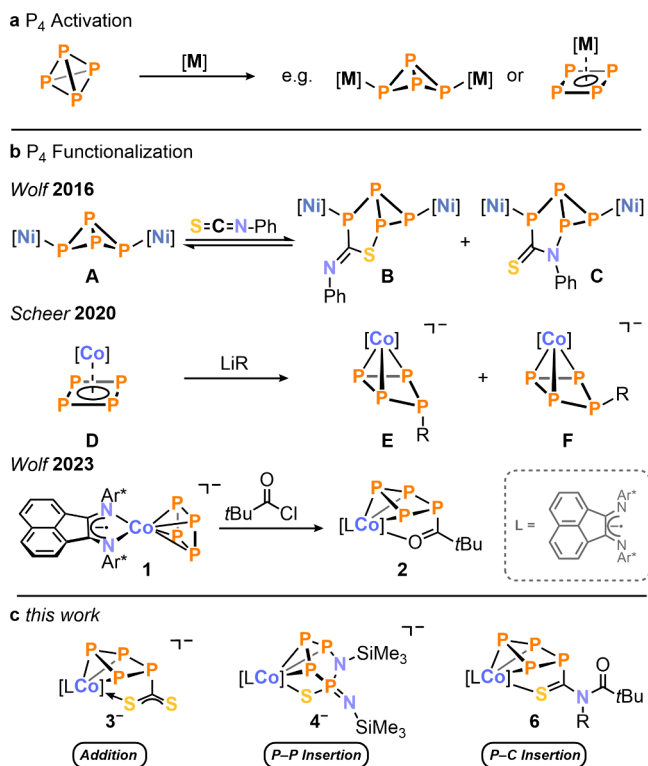 a P4 Activation
P P P P
[M]
e.g.
[M] P P P P [M]
or
[M] P P P P
b P4 Functionalization
Wolf 2016
[Ni] P P P P [Ni]
S=C=N-Ph
[Ni] P P P P [Ni] N S Ph
+
[Ni] P P P P [Ni] S N Ph
A
B
C
Scheer 2020
[Co] P P P P
LiR
[Co] P P P P R ⌝−
+
[Co] P P P P R ⌝−
D
E
F
Wolf 2023
Ar* N N Ar* Co P P P P ⌝−
O tBu Cl
P P P P [LCo] O tBu
L = Ar* N N Ar*
1
2
c this work
P P P P [LCo] S S ⌝−
P P P P [LCo] S N SiMe3 N SiMe3 ⌝−
P P P P [LCo] S N R O tBu
3−
4−
6
Addition
P–P Insertion
P–C Insertion